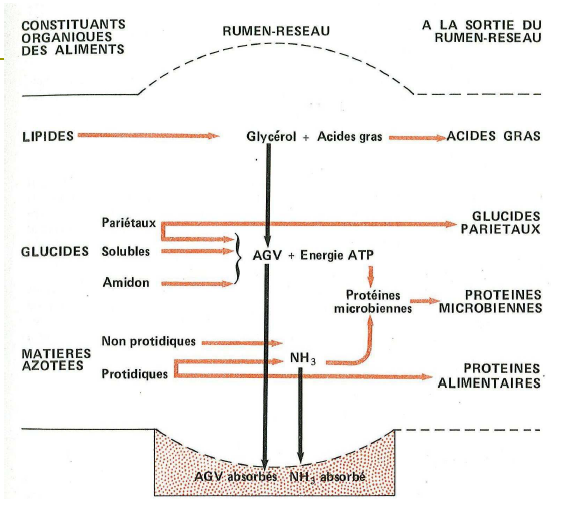 CONSTITUANTS
ORGANIQUES
DES ALIMENTS
RUMEN-RESEAU
A LA SORTIE DU
RUMEN-RESEAU
LIPIDES
Glycérol + Acides gras
ACIDES GRAS
GLUCIDES
Pariétaux
Solubles
Amidon
AGV + Energie ATP
GLUCIDES
PARIETAUX
Protéines
microbiennes
PROTEINES
MICROBIENNES
MATIERES
AZOTEES
Non protidiques
Protidiques
NH3
PROTEINES
ALIMENTAIRES
AGV absorbés NH3 absorbé